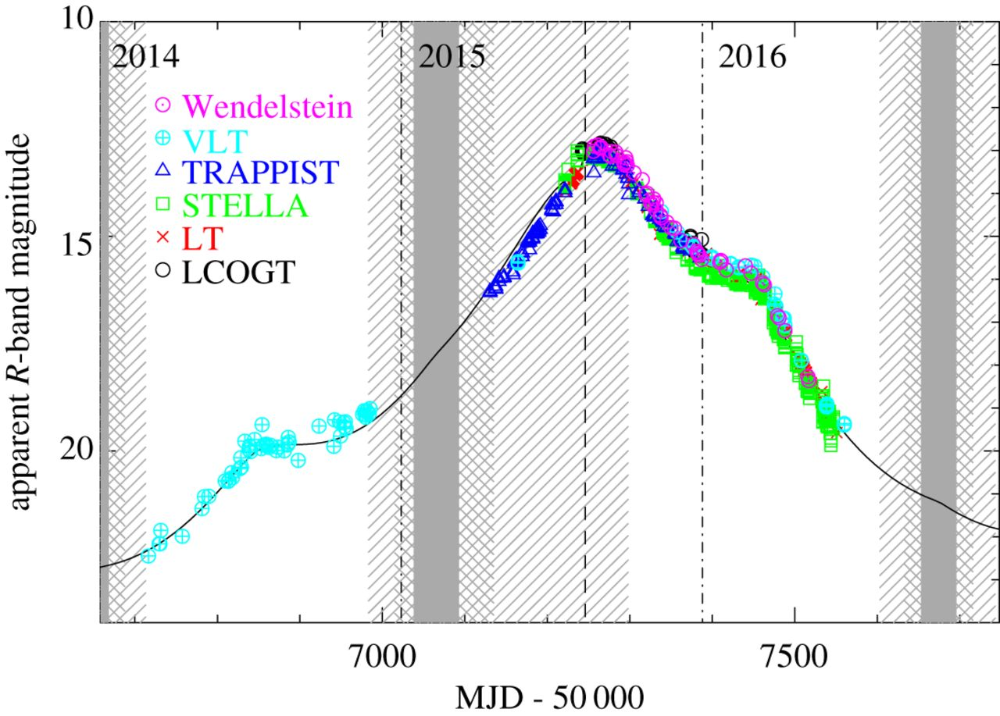 10
2014
2015
2016
Wendelstein
VLT
TRAPPIST
STELLA
LT
LCOGT
15
20
apparent R-band magnitude
7000
7500
MJD - 50 000